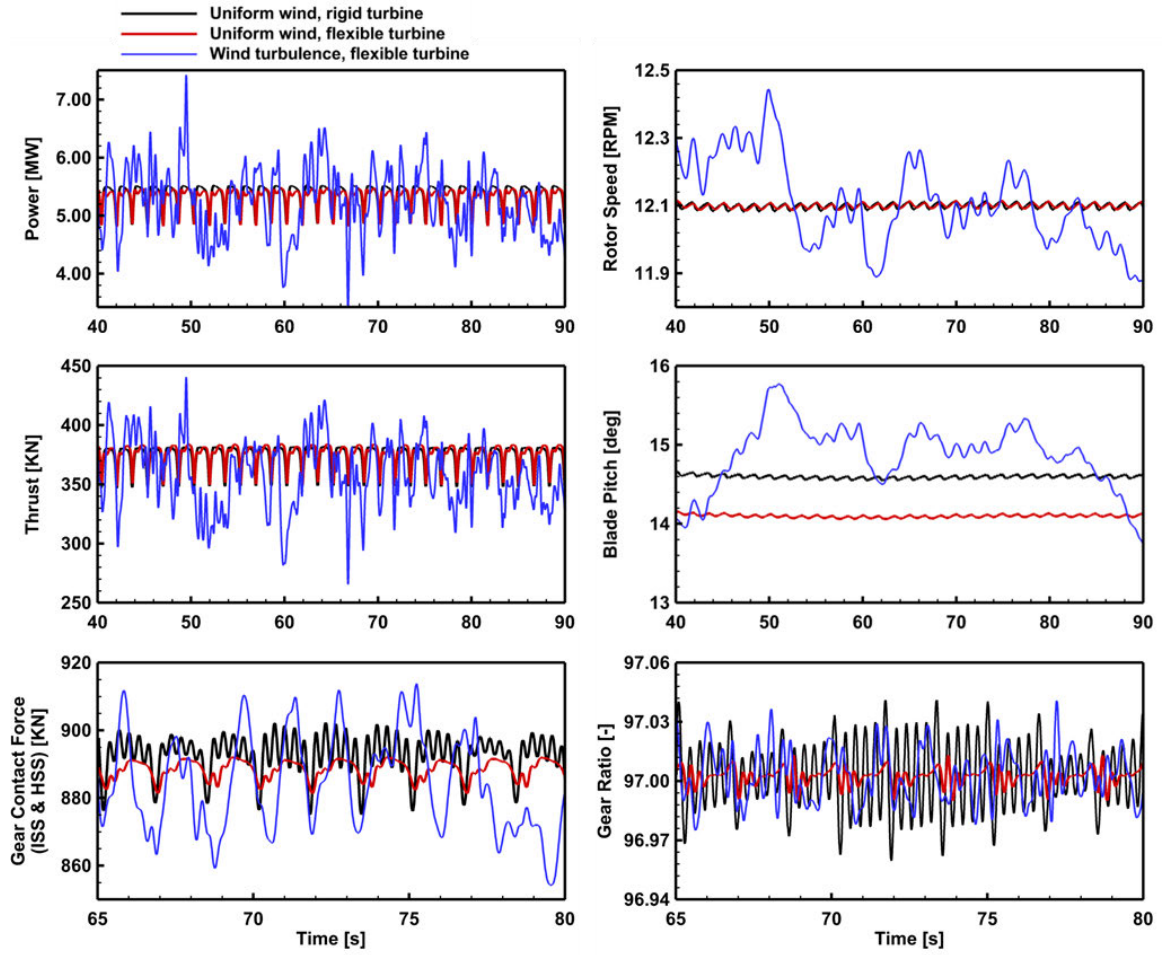 Uniform wind, rigid turbine
Uniform wind, flexible turbine
Wind turbulence, flexible turbine
7.00
6.00
5.00
4.00
Power [MW]
40 50 60 70 80 90
12.5
12.3
12.1
11.9
Rotor Speed [RPM]
40 50 60 70 80 90
450
400
350
300
250
Thrust [KN]
40 50 60 70 80 90
16
15
14
13
Blade Pitch [deg]
40 50 60 70 80 90
920
900
880
860
Gear Contact Force
(ISS & HSS) [KN]
65 70 75 80
Time [s]
97.06
97.03
97.00
96.97
96.94
Gear Ratio [-]
65 70 75 80
Time [s]